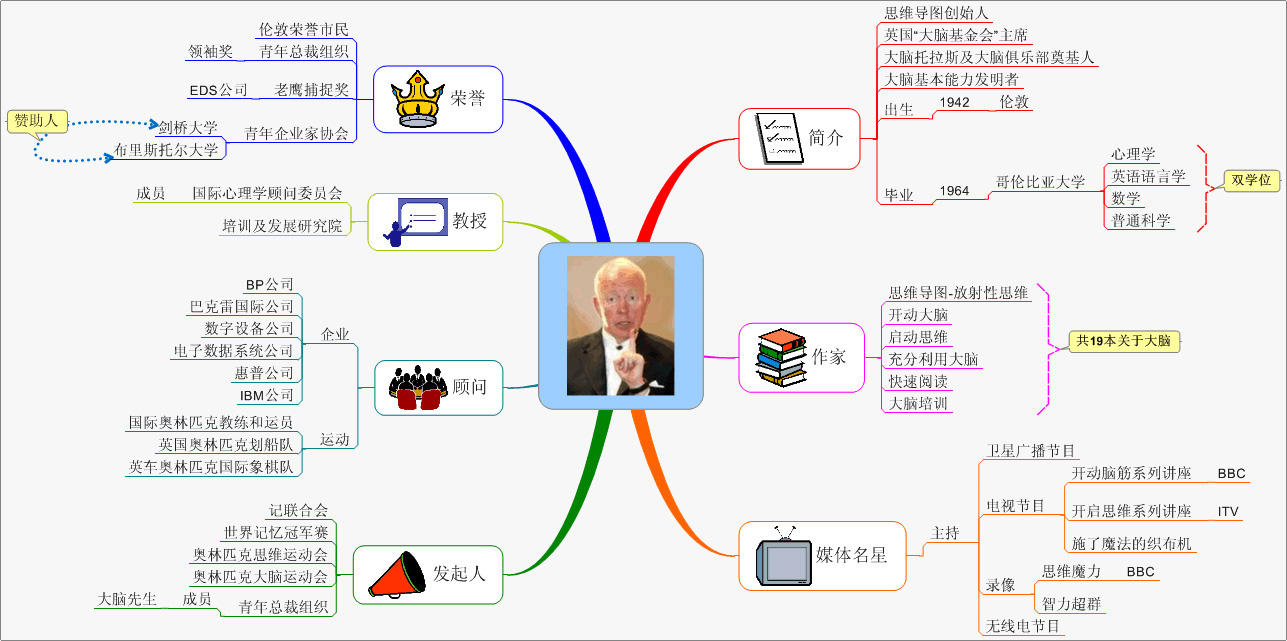 伦敦荣誉市民
领袖奖 青年总裁组织
EDS公司 老鹰捕捉奖
赞助人
剑桥大学
布里斯托尔大学
青年企业家协会
荣誉
成员 国际心理学顾问委员会
培训及发展研究院
教授
BP公司
巴克雷国际公司
数字设备公司
电子数据系统公司
惠普公司
IBM公司
企业
国际奥林匹克教练和运员
英国奥林匹克划船队
英车奥林匹克国际象棋队
运动
顾问
记联合会
世界记忆冠军赛
奥林匹克思维运动会
奥林匹克大脑运动会
大脑先生 成员 青年总裁组织
发起人
简介
思维导图创始人
英国“大脑基金会”主席
大脑托拉斯及大脑俱乐部奠基人
大脑基本能力发明者
出生 1942 伦敦
毕业 1964 哥伦比亚大学
心理学
英语语言学
数学
普通科学
双学位
作家
思维导图-放射性思维
开动大脑
启动思维
充分利用大脑
快速阅读
大脑培训
共19本关于大脑
媒体名星
主持
卫星广播节目
电视节目
开动脑筋系列讲座 BBC
开启思维系列讲座 ITV
施了魔法的织布机
录像
思维魔力 BBC
智力超群
无线电节目